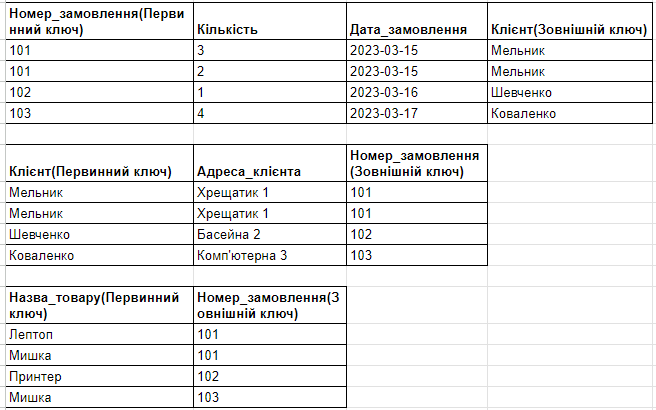 Номер_замовлення(Перви
нний ключ) Кількість Дата_замовлення Клієнт(Зовнішній ключ)
101 3 2023-03-15 Мельник
101 2 2023-03-15 Мельник
102 1 2023-03-16 Шевченко
103 4 2023-03-17 Коваленко
Номер_замовлення
Клієнт(Первинний ключ) Адреса_клієнта (Зовнішній ключ)
Мельник Хрещатик 1 101
Мельник Хрещатик 1 101
Шевченко Басейна 2 102
Коваленко Комп'ютерна 3 103
Назва_товару(Первинний Номер_замовлення(З
ключ) овнішній ключ)
Лептоп 101
Мишка 101
Принтер 102
Мишка 103